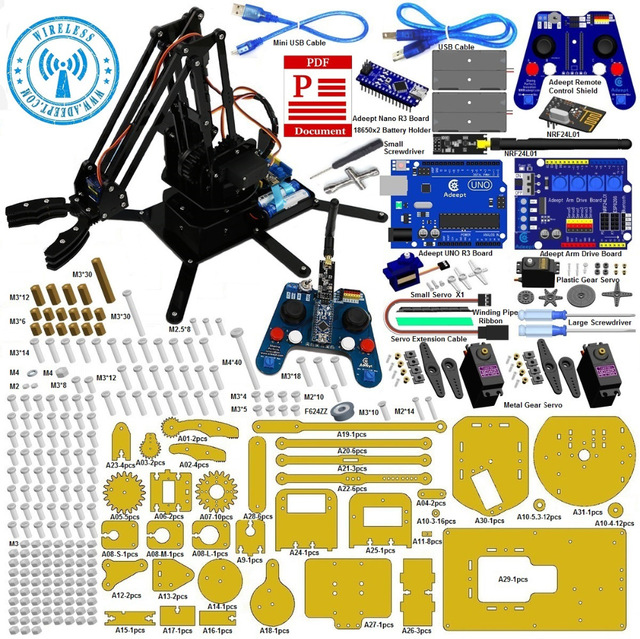 WIRELESS
WWW.ADEEPT.COM
Mini USB Cable
USB Cable
PDF
P
Document
Adeept Nano R3 Board
18650x2 Battery Holder
Adeept Remote
Control Shield
NRF24L01
Small
Screwdriver
NRF24L01
UNO
Adeept
Adeept UNO R3 Board
Adeept Arm Drive Board
Adeept Arm Drive Board
Small Servo X1
Plastic Gear Servo
Winding Pipe
Ribbon
Servo Extension Cable
Large Screwdriver
Metal Gear Servo
Adeept
M3*30
M3*12
M3*30
M3*6
M2.5*8
M3*14
M4*40
M4
M4
M2
M3*8
M3*12
M3*18
M3*4
M2*10
M3*5
F624ZZ
M3*10
M2*14
M3
A01-2pcs
A23-4pcs
A03-2pcs
A02-4pcs
A19-1pcs
A20-6pcs
A21-3pcs
A22-6pcs
A05-5pcs
A06-2pcs
A07-10pcs
A28-6pcs
A04-2pcs
A10-3-16pcs
A11-8pcs
A30-1pcs
A10-5.3-12pcs
A31-1pcs
A10-4-12pcs
A08-S-1pcs
A08-M-1pcs
A08-L-1pcs
A9-1pcs
A24-1pcs
A25-1pcs
A29-1pcs
A12-2pcs
A13-2pcs
A14-1pcs
A15-1pcs
A17-1pcs
A16-1pcs
A18-1pcs
A27-1pcs
A26-3pcs